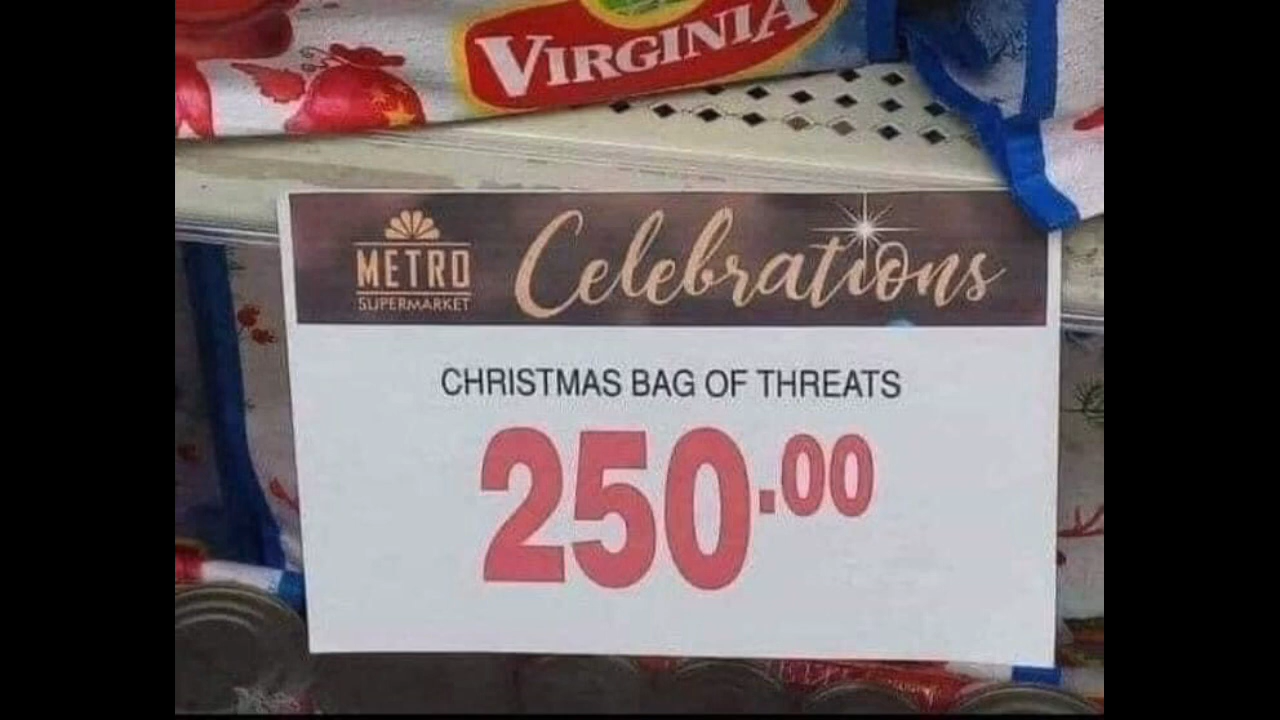 VIRGINIA
METRO
SUPERMARKET
Celebrations
CHRISTMAS BAG OF THREATS
250.00